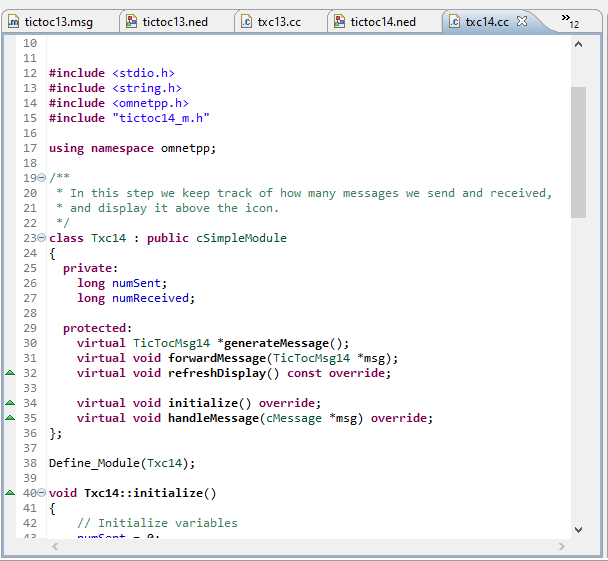 tictoc13.msg tictoc13.ned txc13.cc tictoc14.ned txc14.cc »12
10
11
12 #include <stdio.h>
13 #include <string.h>
14 #include <omnetpp.h>
15 #include "tictoc14_m.h"
16
17 using namespace omnetpp;
18
19 /**
20  * In this step we keep track of how many messages we send and received,
21  * and display it above the icon.
22  */
23 class Txc14 : public cSimpleModule
24 {
25   private:
26     long numSent;
27     long numReceived;
28
29   protected:
30     virtual TicTocMsg14 *generateMessage();
31     virtual void forwardMessage(TicTocMsg14 *msg);
32     virtual void refreshDisplay() const override;
33
34     virtual void initialize() override;
35     virtual void handleMessage(cMessage *msg) override;
36 };
37
38 Define_Module(Txc14);
39
40 void Txc14::initialize()
41 {
42     // Initialize variables
43     numSent = 0;